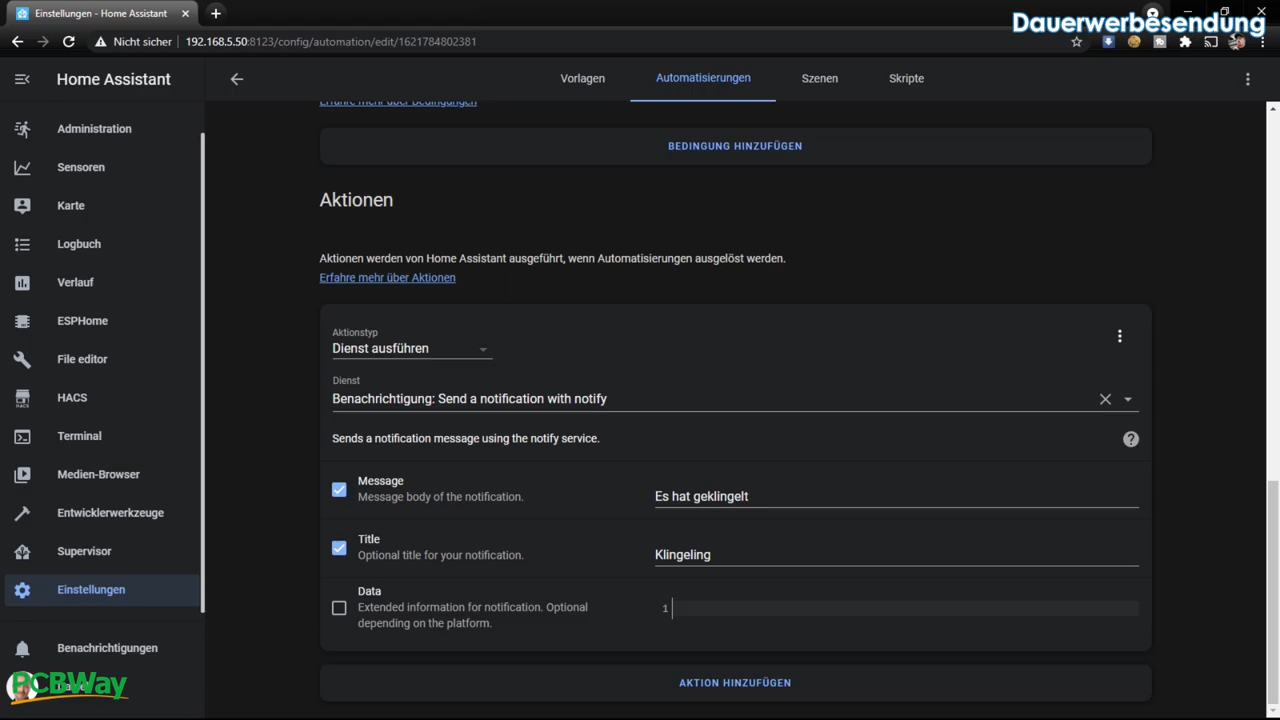 Einstellungen - Home Assistant
Dauerwerbesendung
Nicht sicher
192.168.5.50:8123/config/automation/edit/1621784802381
Home Assistant
Vorlagen
Automatisierungen
Szenen
Skripte
Administration
Sensoren
Karte
Logbuch
Verlauf
ESPHome
File editor
HACS
HACS
Terminal
Medien-Browser
Entwicklerwerkzeuge
Supervisor
Einstellungen
Benachrichtigungen
PCBWay
Erfahre mehr über Bedingungen
BEDINGUNG HINZUFÜGEN
Aktionen
Aktionen werden von Home Assistant ausgeführt, wenn Automatisierungen ausgelöst werden.
Erfahre mehr über Aktionen
Aktionstyp
Dienst ausführen
Dienst
Benachrichtigung: Send a notification with notify
Sends a notification message using the notify service.
Message
Message body of the notification.
Es hat geklingelt
Title
Optional title for your notification.
Klingeling
Data
Extended information for notification. Optional
depending on the platform.
1
AKTION HINZUFÜGEN